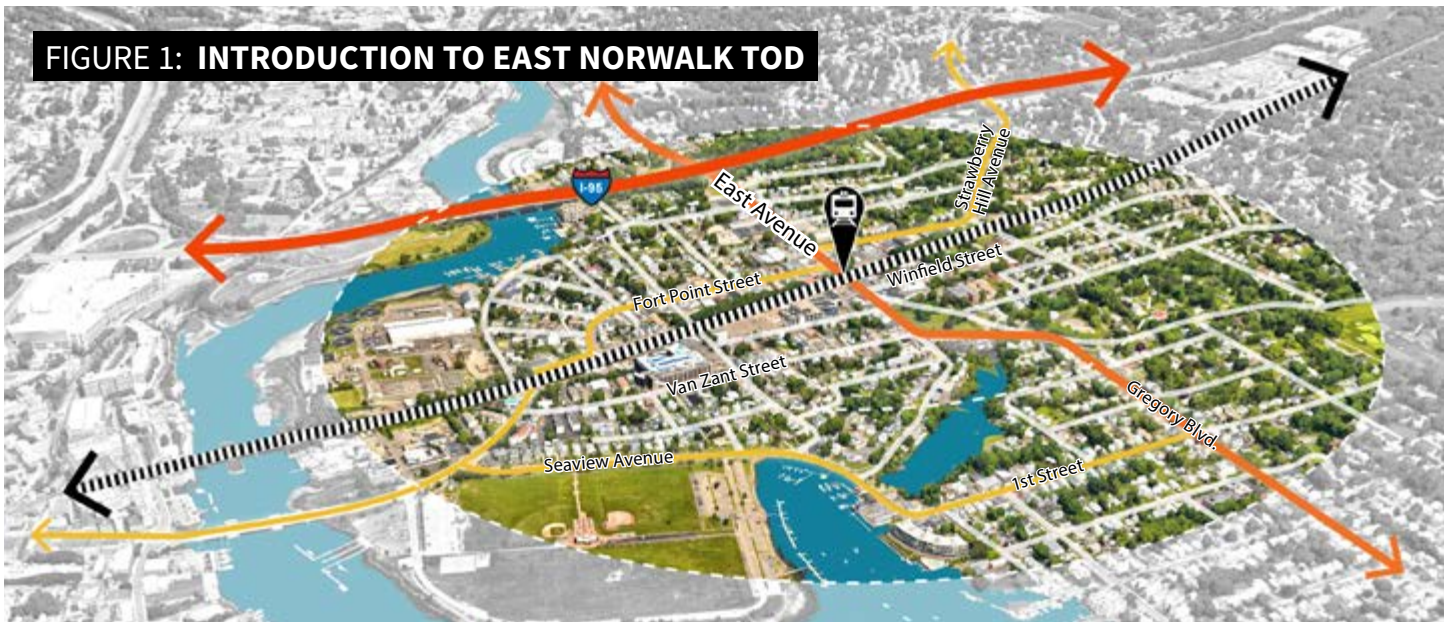 FIGURE 1: INTRODUCTION TO EAST NORWALK TOD
I-95
East Avenue
Strawberry
Hill Avenue
Winfield Street
Fort Point Street
Van Zant Street
Gregory Blvd.
Seaview Avenue
1st Street